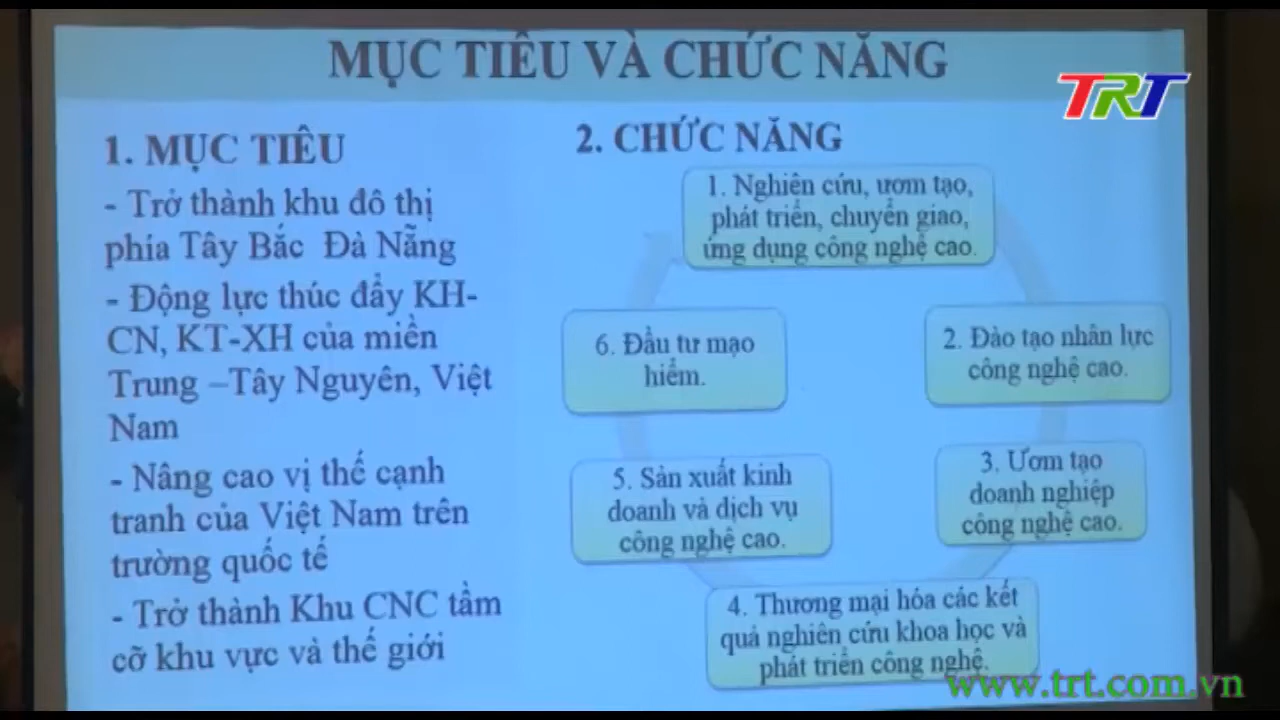 MỤC TIÊU VÀ CHỨC NĂNG
TRT
1. MỤC TIÊU
- Trở thành khu đô thị
phía Tây Bắc Đà Nẵng
- Động lực thúc đẩy KH-
CN, KT-XH của miền
Trung –Tây Nguyên, Việt
Nam
- Nâng cao vị thế cạnh
tranh của Việt Nam trên
trường quốc tế
- Trở thành Khu CNC tầm
cỡ khu vực và thế giới
2. CHỨC NĂNG
1. Nghiên cứu, ươm tạo,
phát triển, chuyển giao,
ứng dụng công nghệ cao.
2. Đào tạo nhân lực
công nghệ cao.
3. Ươm tạo
doanh nghiệp
công nghệ cao.
4. Thương mại hóa các kết
quả nghiên cứu khoa học và
phát triển công nghệ.
5. Sản xuất kinh
doanh và dịch vụ
công nghệ cao.
6. Đầu tư mạo
hiểm.
www.trt.com.vn